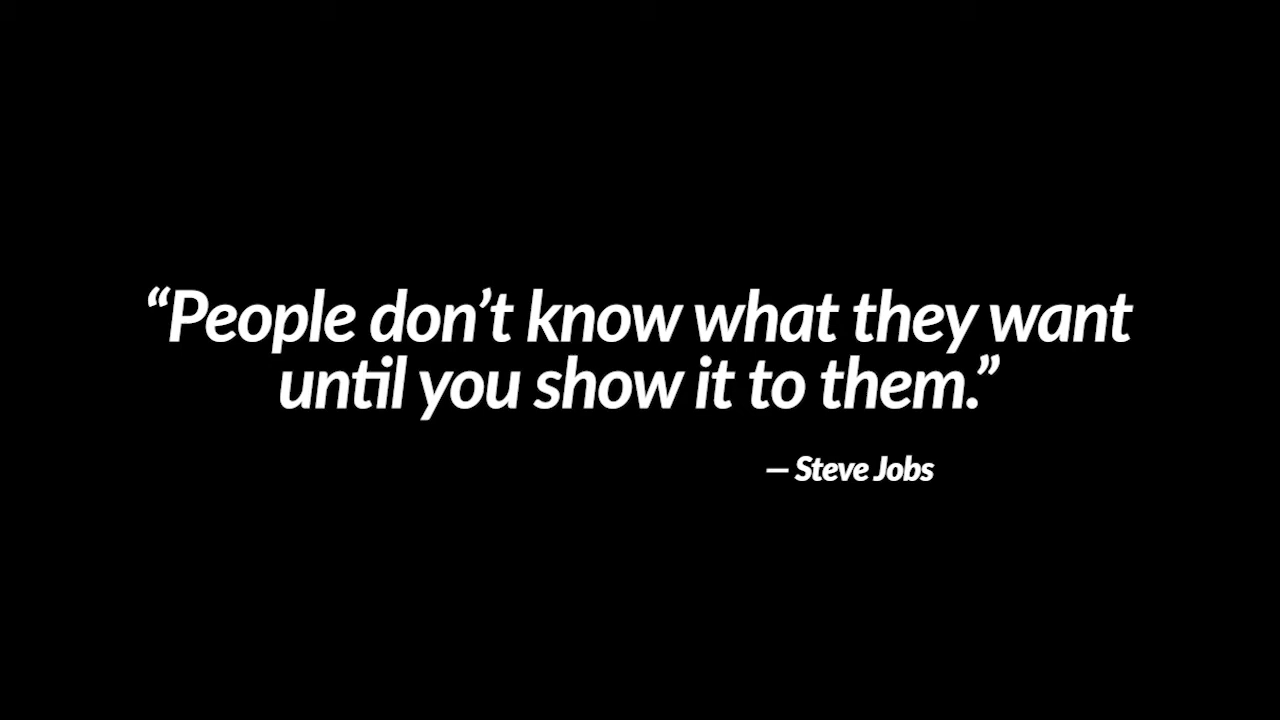 “People don’t know what they want
until you show it to them.”
— Steve Jobs